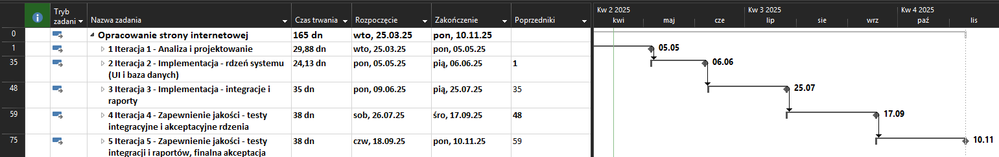 Tryb zadani Nazwa zadania Czas trwania Rozpoczęcie Zakończenie Poprzedniki
Kw 2 2025 Kw 3 2025 Kw 4 2025
kwi maj cze lip sie wrz paź lis
0 Opracowanie strony internetowej 165 dn wto, 25.03.25 pon, 10.11.25
1 1 Iteracja 1 - Analiza i projektowanie 29,88 dn wto, 25.03.25 pon, 05.05.25 05.05
35 2 Iteracja 2 - Implementacja - rdzeń systemu 24,13 dn pon, 05.05.25 pią, 06.06.25 1 06.06
(UI i baza danych)
48 3 Iteracja 3 - Implementacja - integracje i 35 dn pon, 09.06.25 pią, 25.07.25 35 25.07
raporty
59 4 Iteracja 4 - Zapewnienie jakości - testy 38 dn sob, 26.07.25 śro, 17.09.25 48 17.09
integracyjne i akceptacyjne rdzenia
75 5 Iteracja 5 - Zapewnienie jakości - testy 38 dn czw, 18.09.25 pon, 10.11.25 59 10.11
integracji i raportów, finalna akceptacja